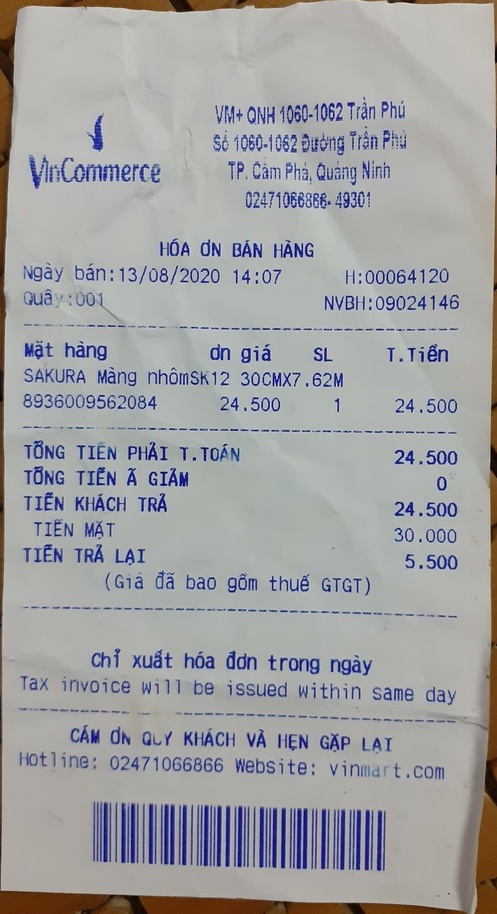 VinCommerce
VM+ QNH 1060-1062 Trần Phú
Số 1060-1062 Đường Trần Phú
TP. Cẩm Phả, Quảng Ninh
02471066866- 49301
HÓA ƠN BÁN HÀNG
Ngày bán:13/08/2020 14:07 H:00064120
Quầy:001 NVBH:09024146
Mặt hàng ơn giá SL T.Tiền
SAKURA Màng nhômSK12 30CMX7.62M
8936009562084 24.500 1 24.500
TỔNG TIỀN PHẢI T.TOÁN 24.500
TỔNG TIỀN Ã GIẢM 0
TIỀN KHÁCH TRẢ 24.500
TIỀN MẶT 30.000
TIỀN TRẢ LẠI 5.500
(Giá đã bao gồm thuế GTGT)
Chỉ xuất hóa đơn trong ngày
Tax invoice will be issued within same day
CÁM ƠN QUÝ KHÁCH VÀ HẸN GẶP LẠI
Hotline: 02471066866 Website: vinmart.com